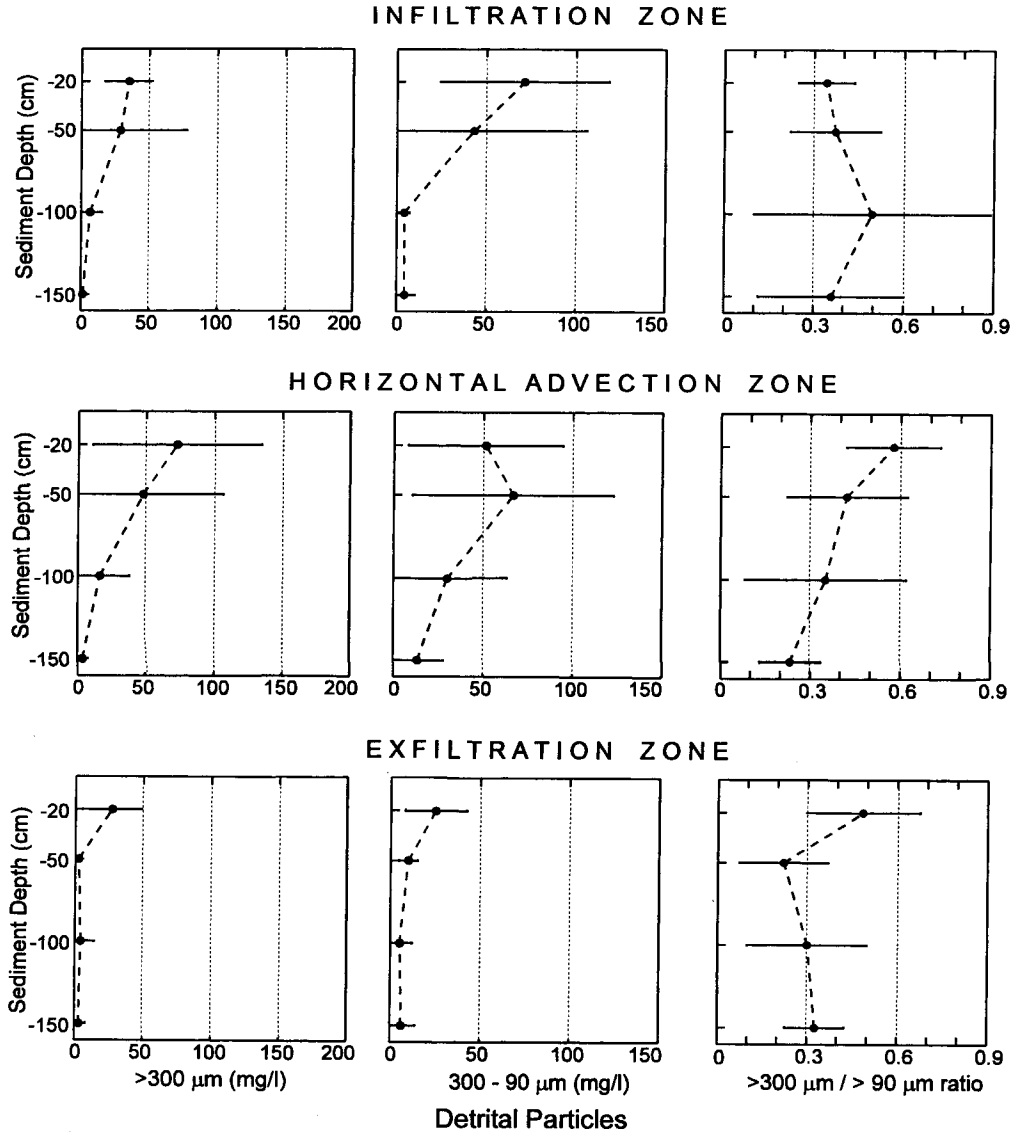 INFILTRATION ZONE
Sediment Depth (cm)
-20
-50
-100
-150
0 50 100 150 200
0 50 100 150
0 0.3 0.6 0.9
HORIZONTAL ADVECTION ZONE
Sediment Depth (cm)
-20
-50
-100
-150
0 50 100 150 200
0 50 100 150
0 0.3 0.6 0.9
EXFILTRATION ZONE
Sediment Depth (cm)
-20
-50
-100
-150
0 50 100 150 200
0 50 100 150
0 0.3 0.6 0.9
>300 µm (mg/l)
300 - 90 µm (mg/l)
>300 µm / > 90 µm ratio
Detrital Particles